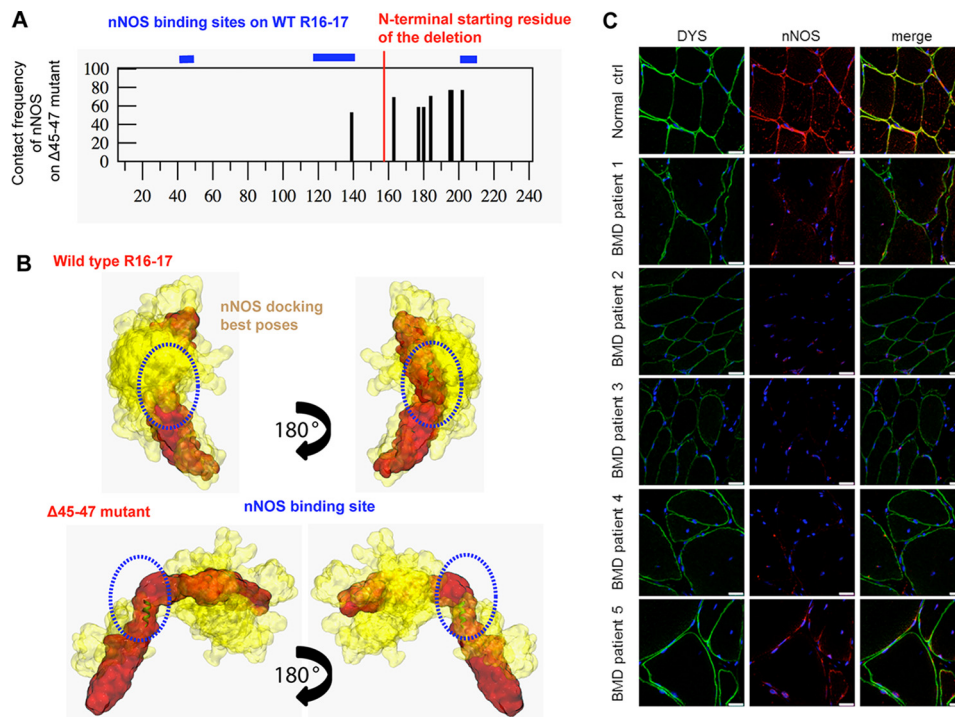 A
nNOS binding sites on WT R16-17
N-terminal starting residue
of the deletion
Contact frequency
of nNOS
on Δ45-47 mutant
100
80
60
40
20
0
20 40 60 80 100 120 140 160 180 200 220 240
B
Wild type R16-17
nNOS docking
best poses
180°
Δ45-47 mutant
nNOS binding site
180°
C
DYS nNOS merge
Normal ctrl
BMD patient 1
BMD patient 2
BMD patient 3
BMD patient 4
BMD patient 5